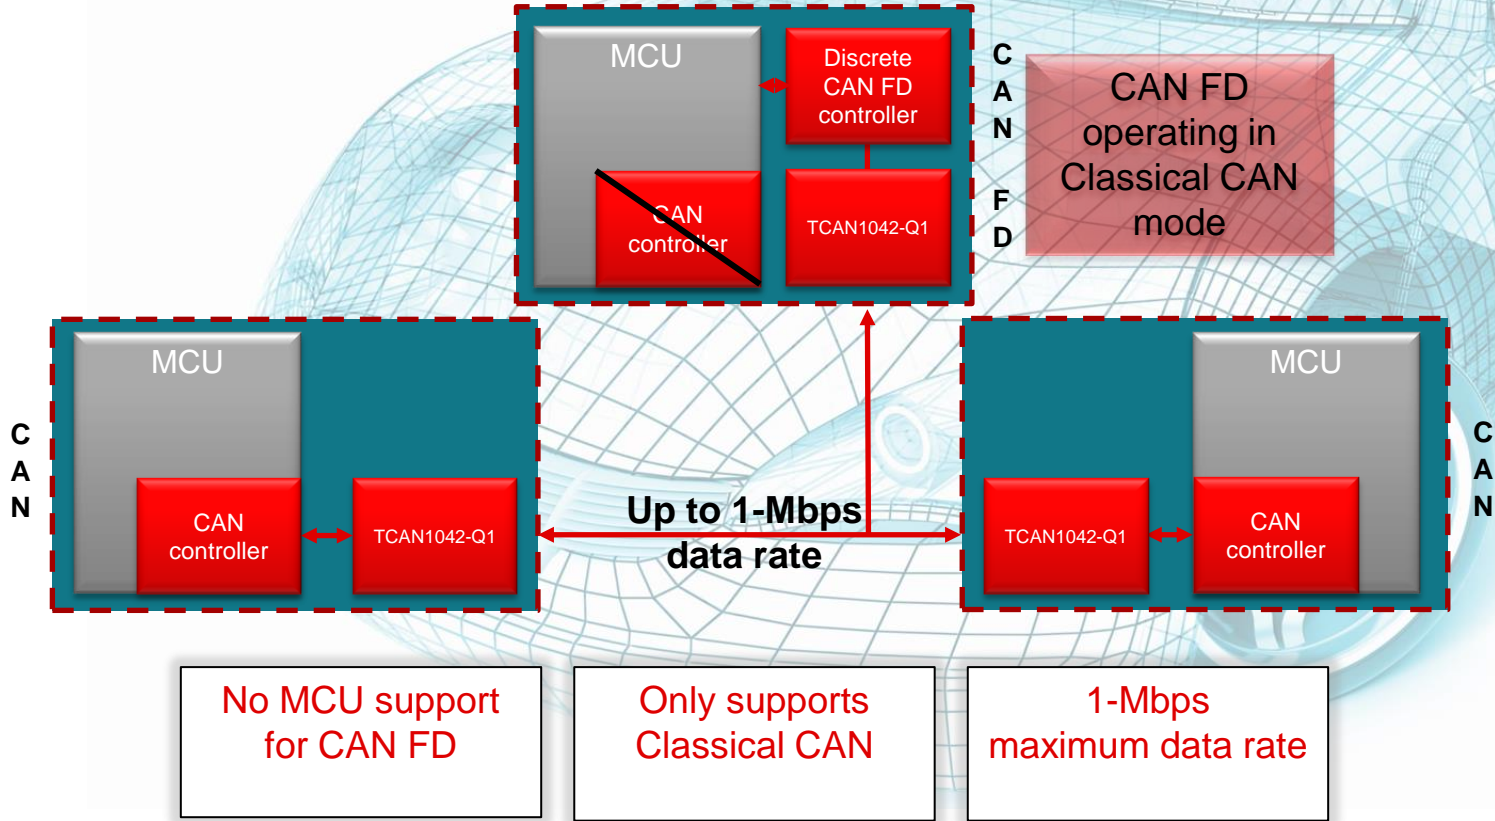 MCU
Discrete
CAN FD
controller
CAN
controller
TCAN1042-Q1
C
A
N
F
D
CAN FD
operating in
Classical CAN
mode
C
A
N
MCU
CAN
controller
TCAN1042-Q1
Up to 1-Mbps
data rate
MCU
TCAN1042-Q1
CAN
controller
C
A
N
No MCU support
for CAN FD
Only supports
Classical CAN
1-Mbps
maximum data rate